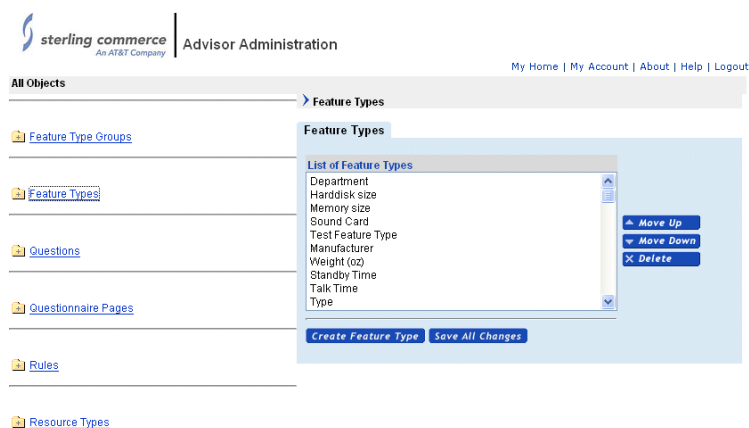 sterling commerce
An AT&T Company
Advisor Administration
My Home | My Account | About | Help | Logout
All Objects
Feature Types
Feature Type Groups
Feature Types
Questions
Questionnaire Pages
Rules
Resource Types
Feature Types
List of Feature Types
Department
Harddisk size
Memory size
Sound Card
Test Feature Type
Manufacturer
Weight (oz)
Standby Time
Talk Time
Type
Move Up
Move Down
Delete
Create Feature Type Save All Changes